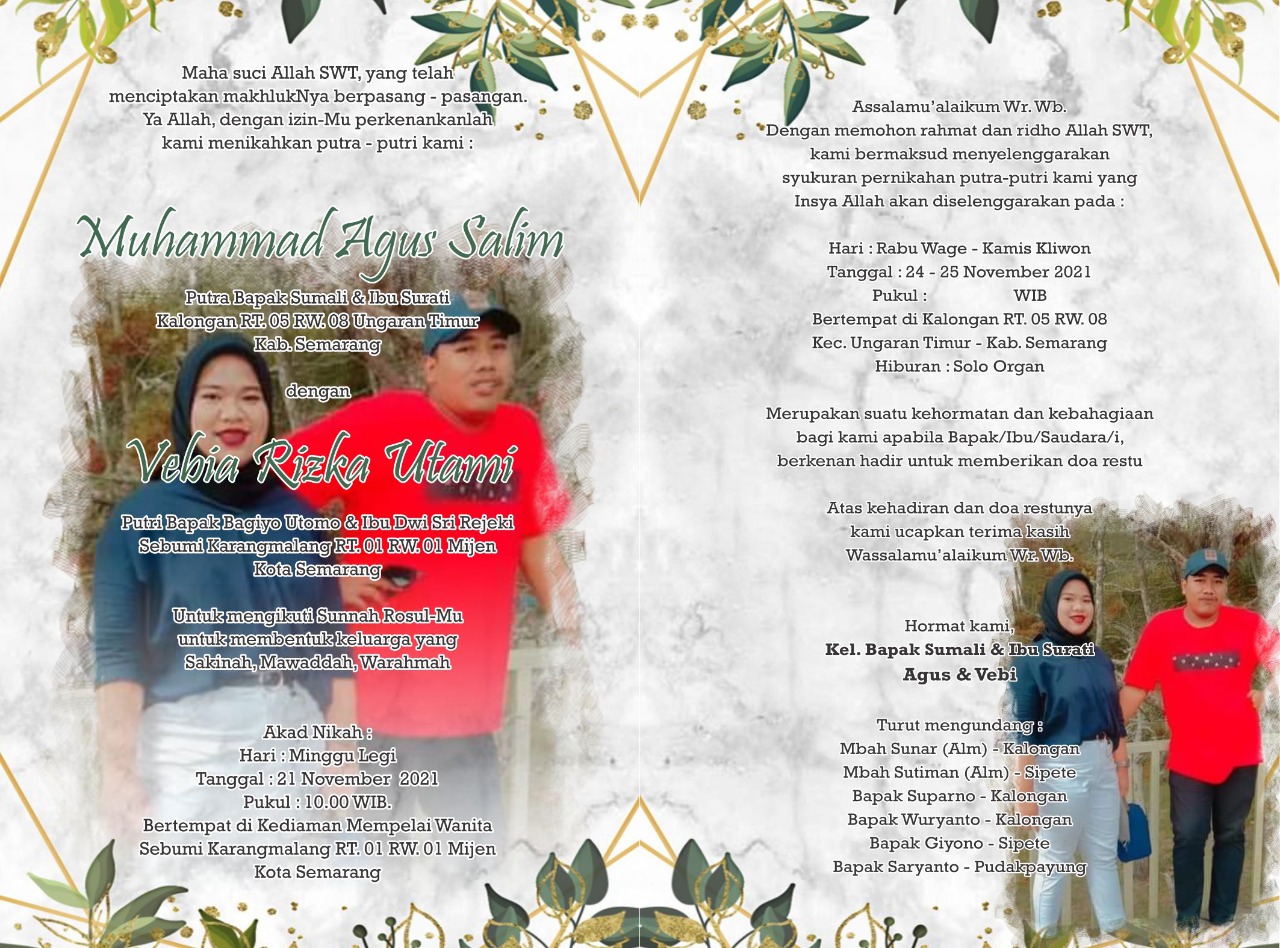 Maha suci Allah SWT, yang telah
menciptakan makhlukNya berpasang - pasangan.
Ya Allah, dengan izin-Mu perkenankanlah
kami menikahkan putra - putri kami :
Muhammad Agus Salim
Putra Bapak Sumali & Ibu Surati
Kalongan RT. 05 RW. 08 Ungaran Timur
Kab. Semarang
dengan
Vebia Rizka Utami
Putri Bapak Bagiyo Utomo & Ibu Dwi Sri Rejeki
Sebumi Karangmalang RT. 01 RW. 01 Mijen
Kota Semarang
Untuk mengikuti Sunnah Rosul-Mu
untuk membentuk keluarga yang
Sakinah, Mawaddah, Warahmah
Akad Nikah :
Hari : Minggu Legi
Tanggal : 21 November 2021
Pukul : 10.00 WIB.
Bertempat di Kediaman Mempelai Wanita
Sebumi Karangmalang RT. 01 RW. 01 Mijen
Kota Semarang
Assalamu'alaikum Wr. Wb.
Dengan memohon rahmat dan ridho Allah SWT,
kami bermaksud menyelenggarakan
syukuran pernikahan putra-putri kami yang
Insya Allah akan diselenggarakan pada :
Hari : Rabu Wage - Kamis Kliwon
Tanggal : 24 - 25 November 2021
Pukul : WIB
Bertempat di Kalongan RT. 05 RW. 08
Kec. Ungaran Timur - Kab. Semarang
Hiburan : Solo Organ
Merupakan suatu kehormatan dan kebahagiaan
bagi kami apabila Bapak/Ibu/Saudara/i,
berkenan hadir untuk memberikan doa restu
Atas kehadiran dan doa restunya
kami ucapkan terima kasih
Wassalamu'alaikum Wr. Wb.
Hormat kami,
Kel. Bapak Sumali & Ibu Surati
Agus & Vebi
Turut mengundang :
Mbah Sunar (Alm) - Kalongan
Mbah Sutiman (Alm) - Sipete
Bapak Suparno - Kalongan
Bapak Wuryanto - Kalongan
Bapak Giyono - Sipete
Bapak Saryanto - Pudakpayung